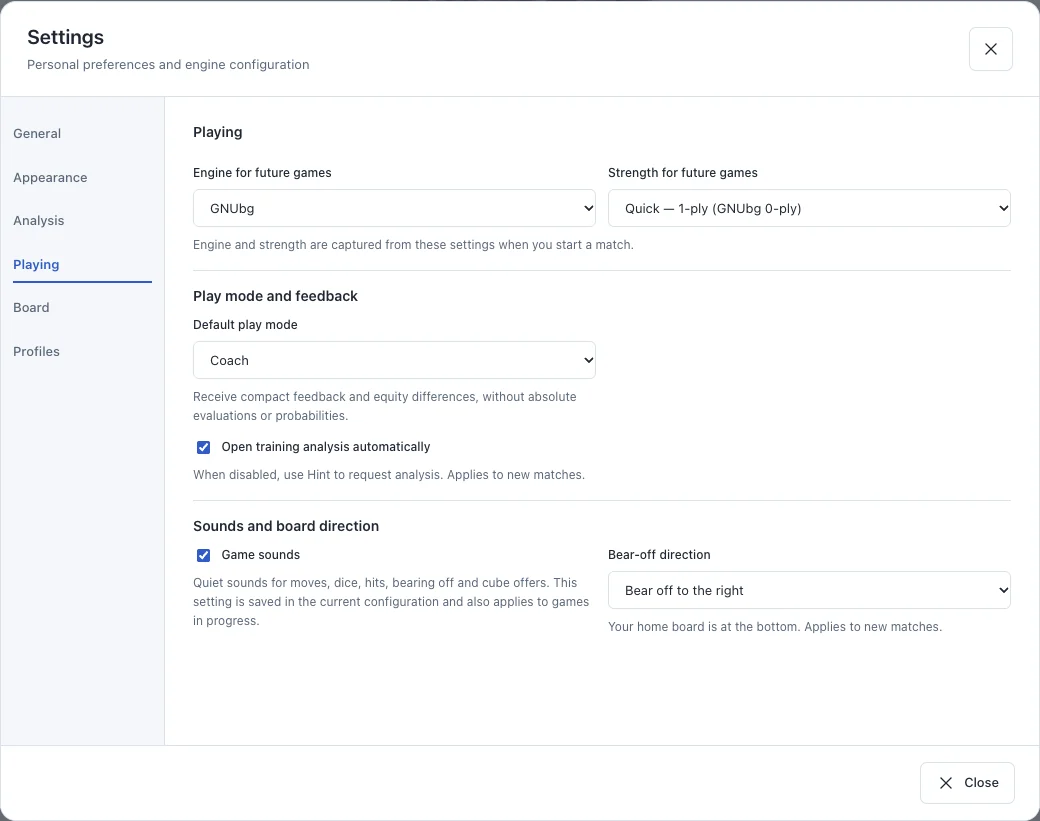 Settings
Personal preferences and engine configuration
General
Appearance
Analysis
Playing
Board
Profiles
Playing
Engine for future games
GNUbg
Strength for future games
Quick — 1-ply (GNUbg 0-ply)
Engine and strength are captured from these settings when you start a match.
Play mode and feedback
Default play mode
Coach
Receive compact feedback and equity differences, without absolute
evaluations or probabilities.
Open training analysis automatically
When disabled, use Hint to request analysis. Applies to new matches.
Sounds and board direction
Game sounds
Quiet sounds for moves, dice, hits, bearing off and cube offers. This
setting is saved in the current configuration and also applies to games
in progress.
Bear-off direction
Bear off to the right
Your home board is at the bottom. Applies to new matches.
Close